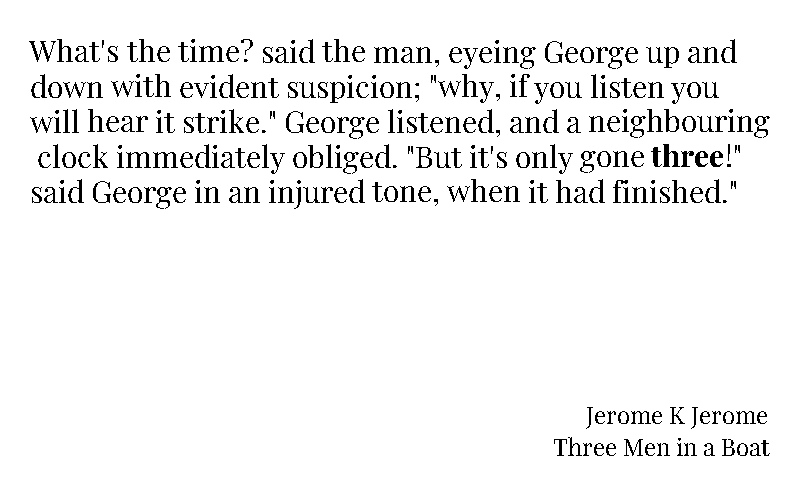 What's the time? said the man, eyeing George up and
down with evident suspicion; "why, if you listen you
will hear it strike." George listened, and a neighbouring
clock immediately obliged. "But it's only gone three!"
said George in an injured tone, when it had finished."
Jerome K Jerome
Three Men in a Boat